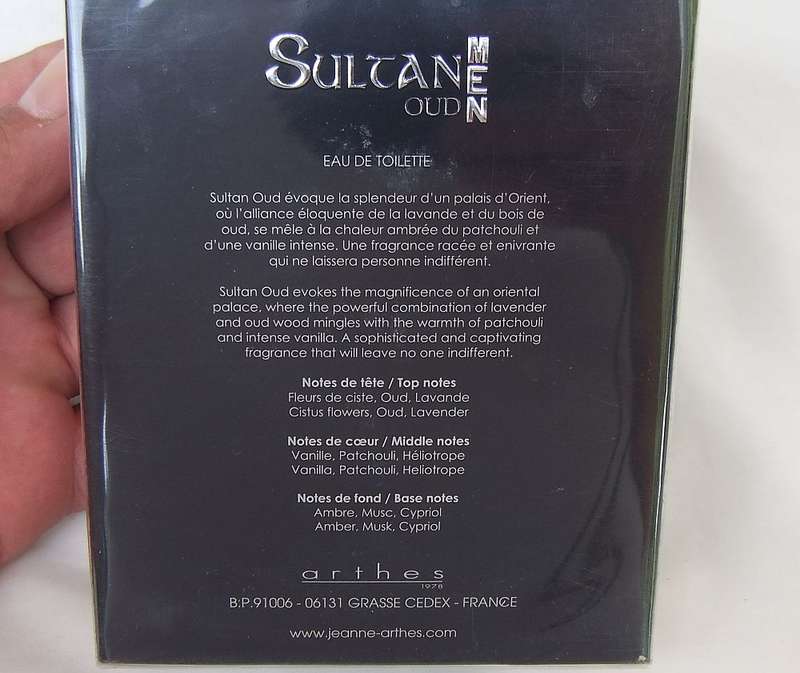 SULTAN MEN
OUD
EAU DE TOILETTE
Sultan Oud évoque la splendeur d'un palais d'Orient,
où l'alliance éloquente de la lavande et du bois de
oud, se mêle à la chaleur ambrée du patchouli et
d'une vanille intense. Une fragrance racée et enivrante
qui ne laissera personne indifférent.
Sultan Oud evokes the magnificence of an oriental
palace, where the powerful combination of lavender
and oud wood mingles with the warmth of patchouli
and intense vanilla. A sophisticated and captivating
fragrance that will leave no one indifferent.
Notes de tête / Top notes
Fleurs de ciste, Oud, Lavande
Cistus flowers, Oud, Lavender
Notes de cœur / Middle notes
Vanille, Patchouli, Héliotrope
Vanilla, Patchouli, Heliotrope
Notes de fond / Base notes
Ambre, Musc, Cypriol
Amber, Musk, Cypriol
arthes
1978
B.P.91006 - 06131 GRASSE CEDEX - FRANCE
www.jeanne-arthes.com